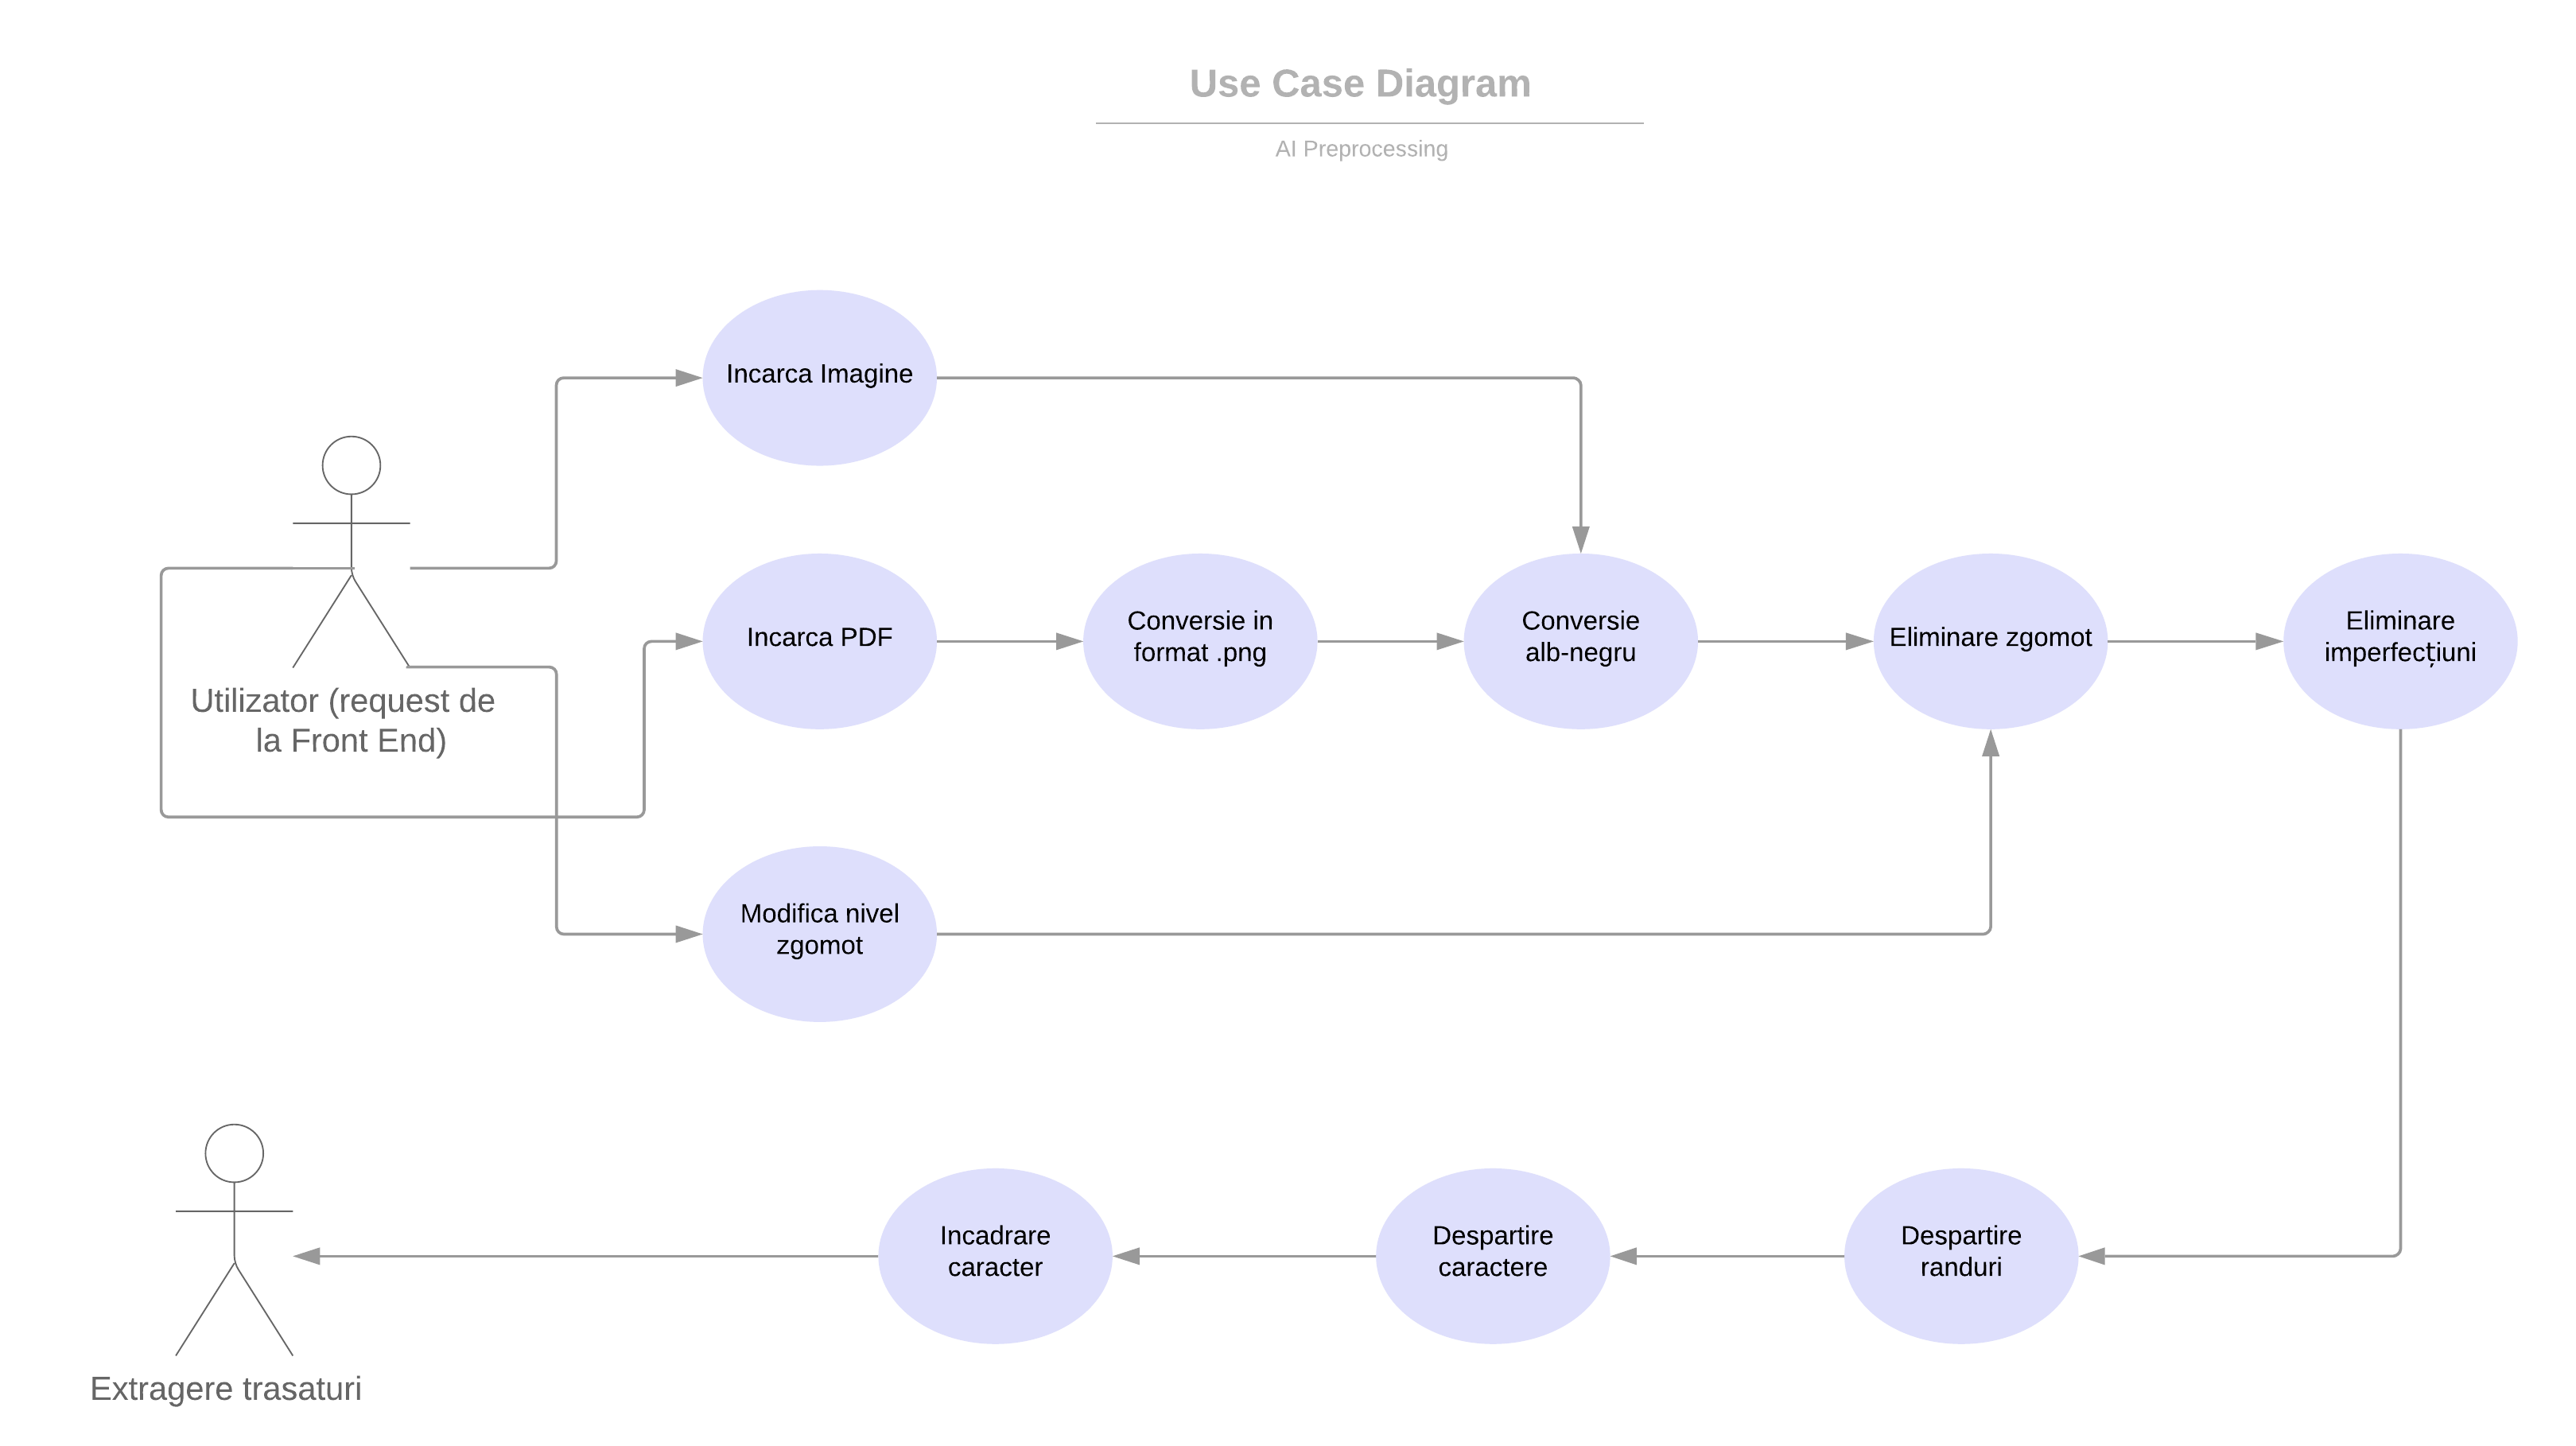 Use Case Diagram
AI Preprocessing
Incarca Imagine
Utilizator (request de
la Front End)
Incarca PDF
Conversie in
format .png
Conversie
alb-negru
Eliminare zgomot
Eliminare
imperfecțiuni
Modifica nivel
zgomot
Extragere trasaturi
Incadrare
caracter
Despartire
caractere
Despartire
randuri